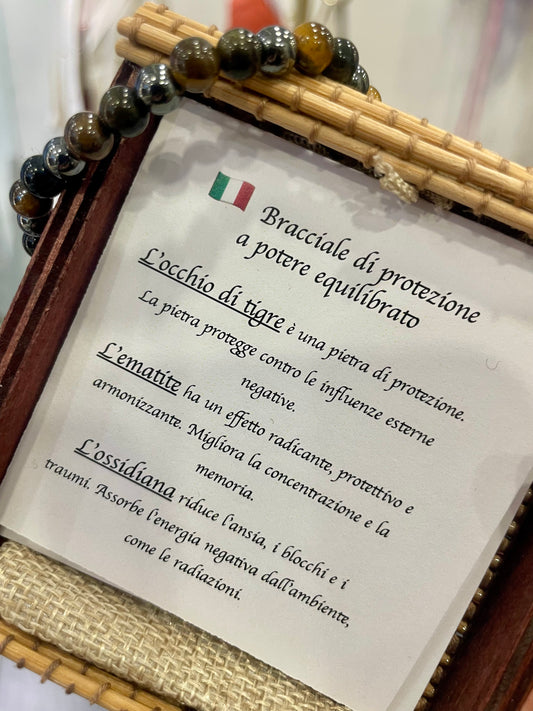 Bracciale di protezione
a potere equilibrato
L'occhio di tigre è una pietra di protezione.
La pietra protegge contro le influenze esterne
negative.
L'ematite ha un effetto radicante, protettivo e
armonizzante. Migliora la concentrazione e la
memoria.
L'ossidiana riduce l'ansia, i blocchi e i
traumi. Assorbe l'energia negativa dall'ambiente,
come le radiazioni.